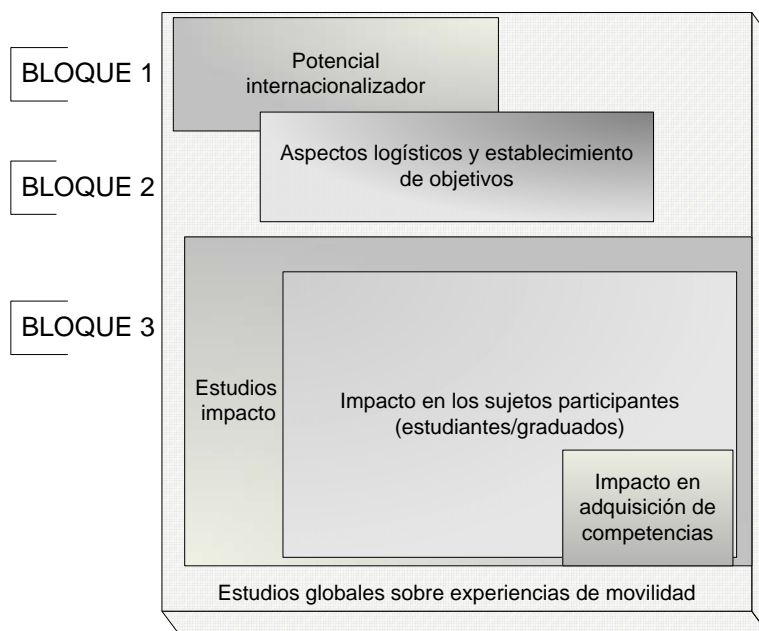 BLOQUE 1
Potencial
internacionalizador
BLOQUE 2
Aspectos logísticos y establecimiento
de objetivos
BLOQUE 3
Estudios
impacto
Impacto en los sujetos participantes
(estudiantes/graduados)
Impacto en
adquisición de
competencias
Estudios globales sobre experiencias de movilidad